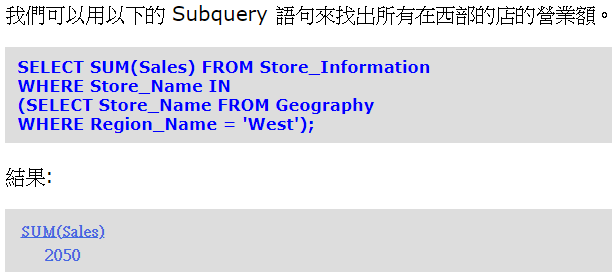 我們可以用以下的 Subquery 語句來找出所有在西部的店的營業額。
SELECT SUM(Sales) FROM Store_Information
WHERE Store_Name IN
(SELECT Store_Name FROM Geography
WHERE Region_Name = 'West');
結果:
SUM(Sales)
2050